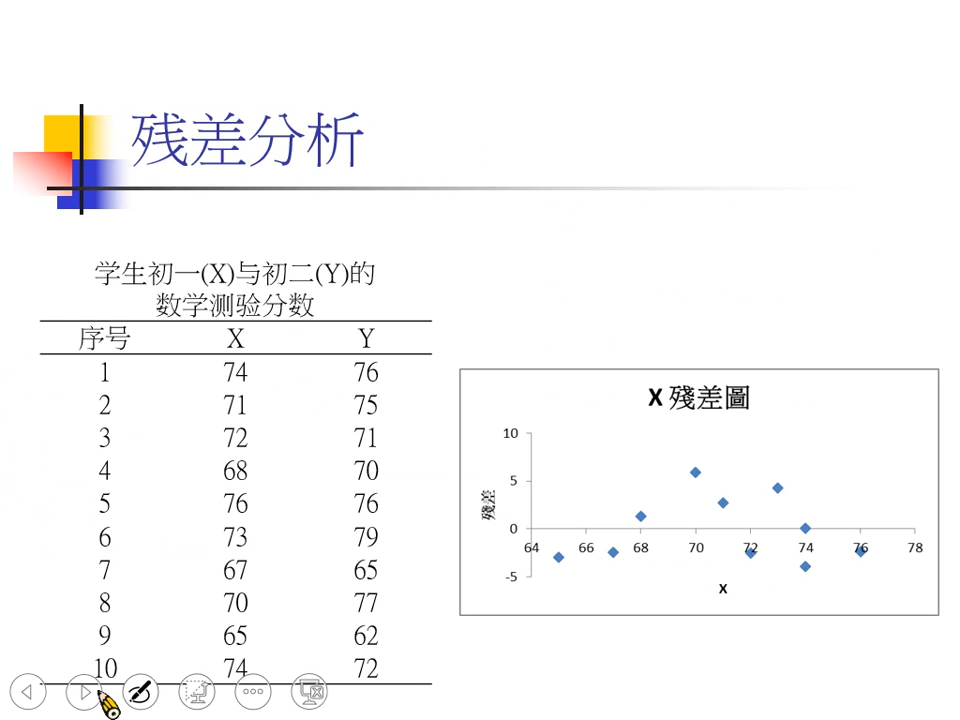 残差分析
学生初一(X)与初二(Y)的
数学测验分数
序号 X Y
1 74 76
2 71 75
3 72 71
4 68 70
5 76 76
6 73 79
7 67 65
8 70 77
9 65 62
10 74 72
X 殘差圖
10
5
0
-5
殘差
64 66 68 70 72 74 76 78
X